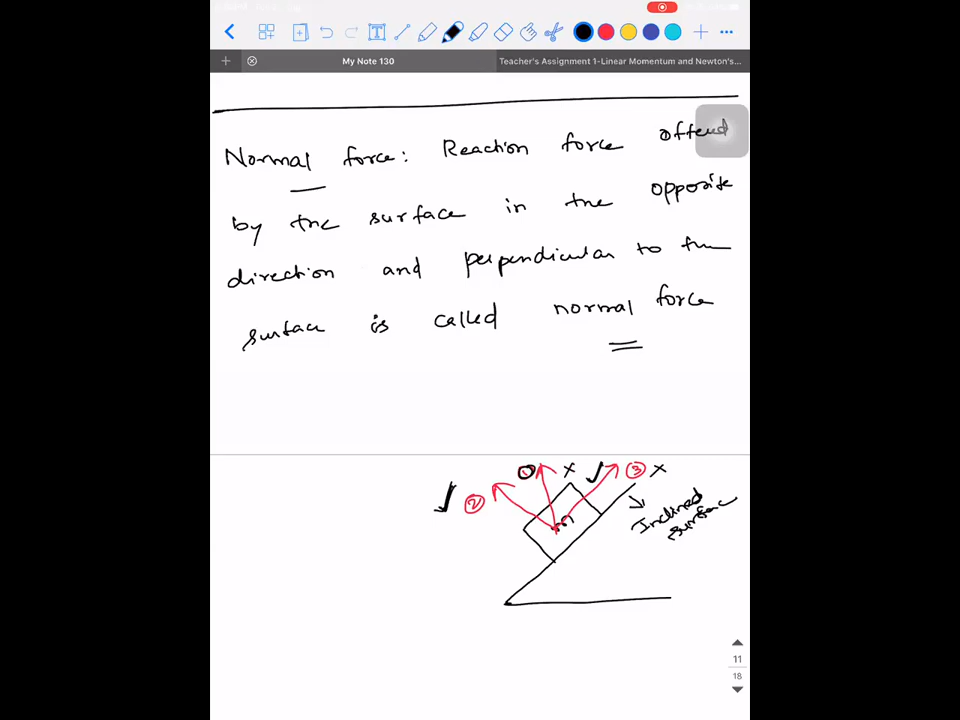 My Note 130
Teacher's Assignment 1-Linear Momentum and Newton's...
Normal force: Reaction force offered
by the surface in the opposite
direction and perpendicular to the
surface is called normal force
① x ③ x
②
m
Inclined
surface
11
18